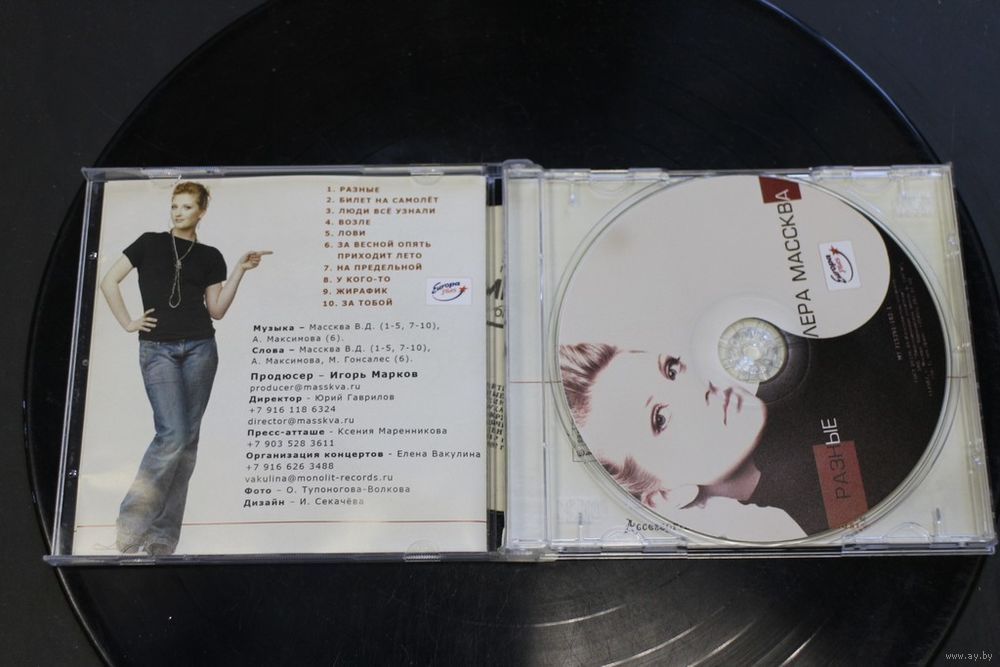 1. РАЗНЫЕ
2. БИЛЕТ НА САМОЛЁТ
3. ЛЮДИ ВСЁ УЗНАЛИ
4. ВОЗЛЕ
5. ЛОВИ
6. ЗА ВЕСНОЙ ОПЯТЬ
ПРИХОДИТ ЛЕТО
7. НА ПРЕДЕЛЬНОЙ
8. У КОГО-ТО
9. ЖИРАФИК
10. ЗА ТОБОЙ
Europa
plus
Музыка – Массква В.Д. (1-5, 7-10),
А. Максимова (6).
Слова – Массква В.Д. (1-5, 7-10),
А. Максимова, М. Гонсалес (6).
Продюсер – Игорь Марков
producer@masskva.ru
Директор - Юрий Гаврилов
+7 916 118 6324
director@masskva.ru
Пресс-атташе - Ксения Маренникова
+7 903 528 3611
Организация концертов - Елена Вакулина
+7 916 626 3488
vakulina@monolit-records.ru
Фото – О. Тупоногова-Волкова
Дизайн – И. Секачёва
ЛЕРА МАССКВА
Europa
plus
РАЗНЫЕ
www.ay.by